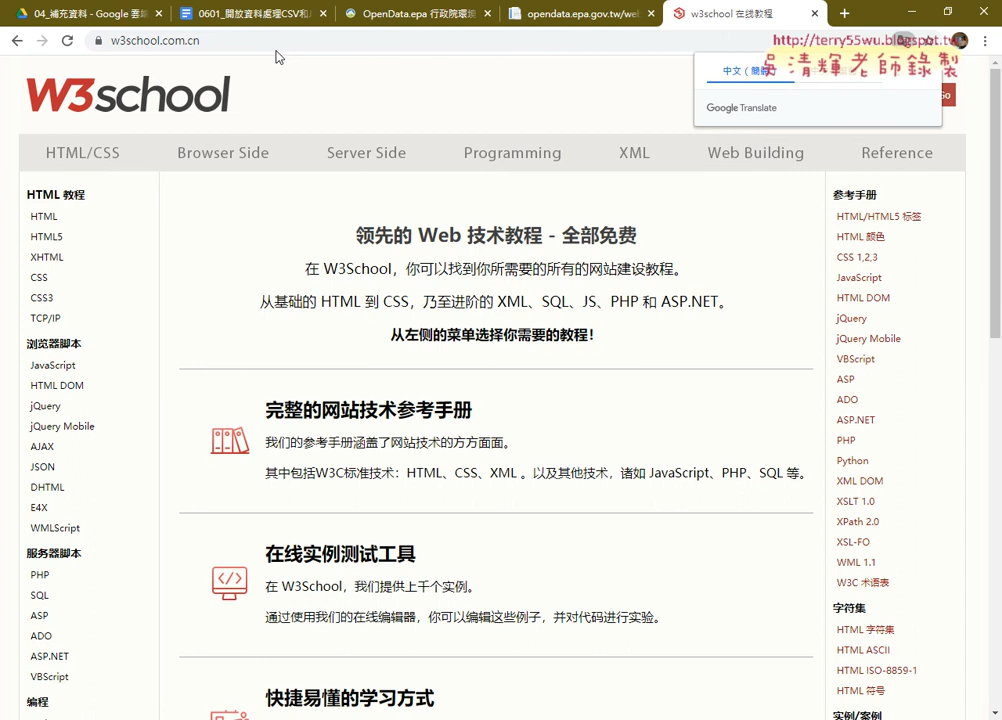 04_補充資料 - Google 雲端
0601_開放資料處理CSV和
OpenData.epa 行政院環境
opendata.epa.gov.tw/we
w3school 在线教程
w3school.com.cn
http://terry55wu.blogspot.tw
吳清輝老師錄製
中文（簡體
Google Translate
Go
W3school
HTML/CSS
Browser Side
Server Side
Programming
XML
Web Building
Reference
HTML 教程
HTML
HTML5
XHTML
CSS
CSS3
TCP/IP
浏览器脚本
JavaScript
HTML DOM
jQuery
jQuery Mobile
AJAX
JSON
DHTML
E4X
WMLScript
服务器脚本
PHP
SQL
ASP
ADO
ASP.NET
VBScript
编程
领先的 Web 技术教程 - 全部免费
在 W3School，你可以找到你所需要的所有的网站建设教程。
从基础的 HTML 到 CSS，乃至进阶的 XML、SQL、JS、PHP 和 ASP.NET。
从左侧的菜单选择你需要的教程！
完整的网站技术参考手册
我们的参考手册涵盖了网站技术的方方面面。
其中包括W3C标准技术：HTML、CSS、XML 。以及其他技术，诸如 JavaScript、PHP、SQL 等。
在线实例测试工具
在 W3School，我们提供上千个实例。
通过使用我们的在线编辑器，你可以编辑这些例子，并对代码进行实验。
快捷易懂的学习方式
参考手册
HTML/HTML5 标签
HTML 颜色
CSS 1,2,3
JavaScript
HTML DOM
jQuery
jQuery Mobile
VBScript
ASP
ADO
ASP.NET
PHP
Python
XML DOM
XSLT 1.0
XPath 2.0
XSL-FO
WML 1.1
W3C 术语表
字符集
HTML 字符集
HTML ASCII
HTML ISO-8859-1
HTML 符号
实例/案例